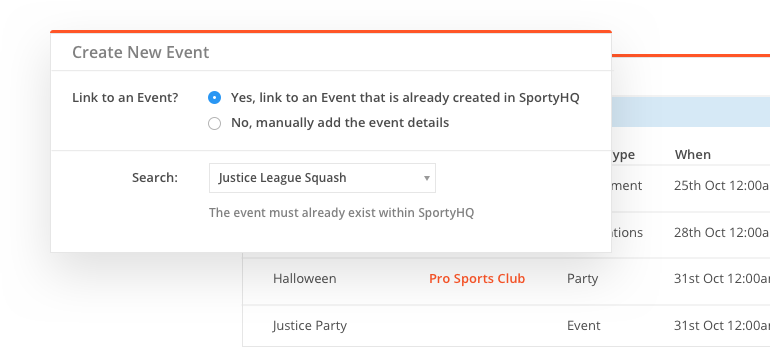 Create New Event
Link to an Event? Yes, link to an Event that is already created in SportyHQ
No, manually add the event details
Search: Justice League Squash
The event must already exist within SportyHQ
When
25th Oct 12:00a
28th Oct 12:00a
Halloween Pro Sports Club Party 31st Oct 12:00a
Justice Party Event 31st Oct 12:00a